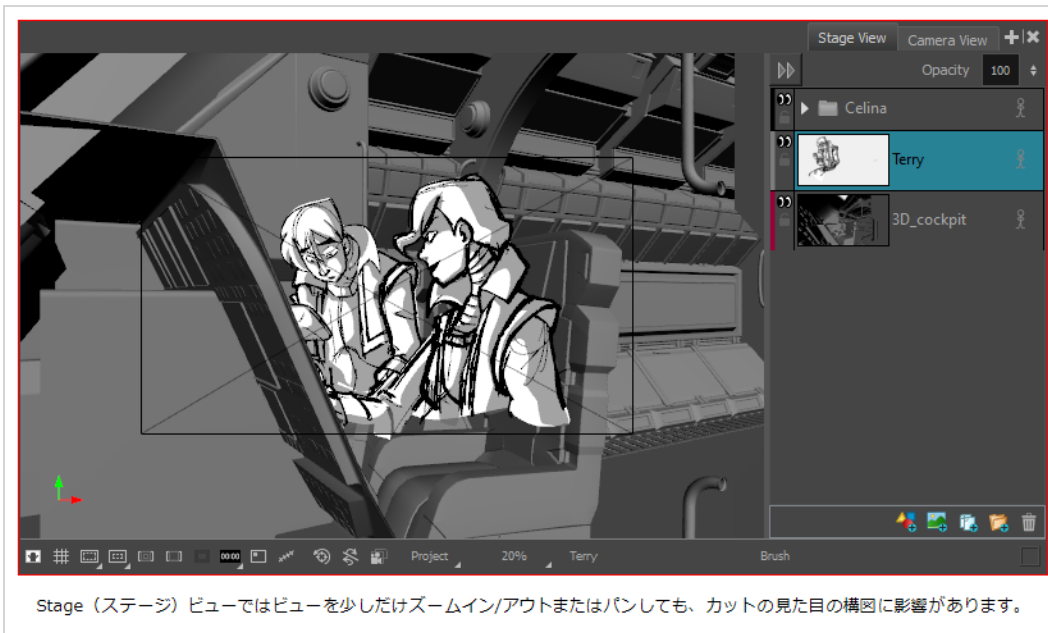 Stage View
Camera View
Opacity 100
Celina
Terry
3D_cockpit
00:00
Project 20% Terry Brush
Stage（ステージ）ビューではビューを少しだけズームイン/アウトまたはパンしても、カットの見た目の構図に影響があります。